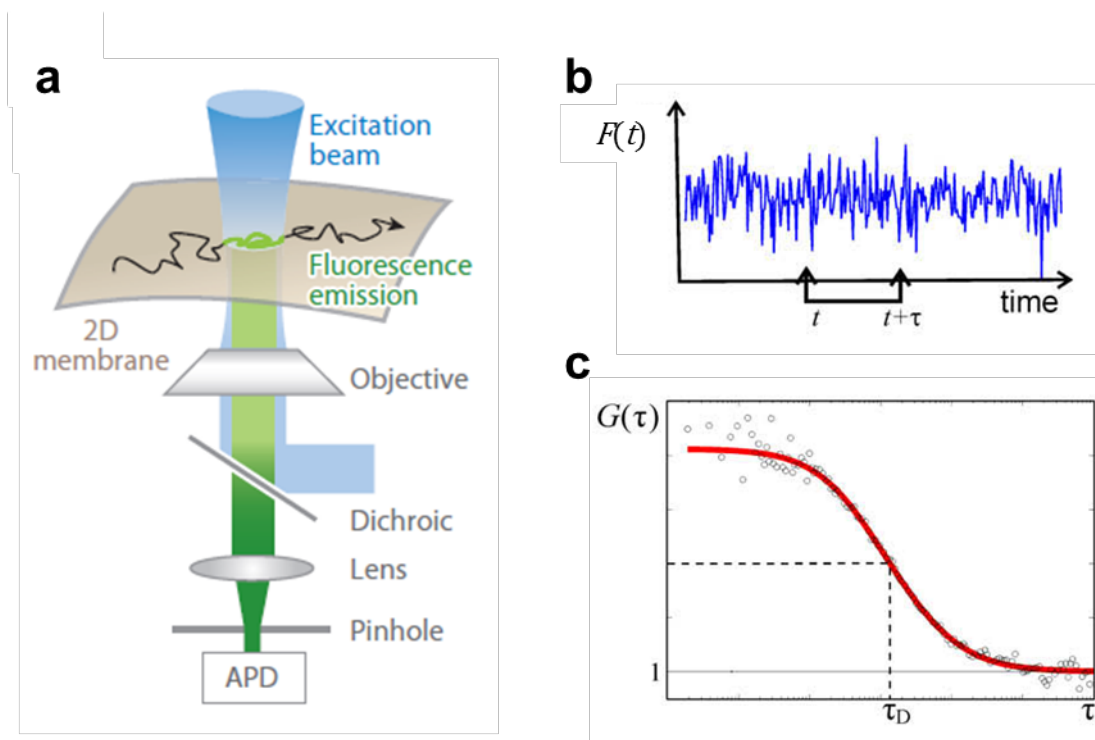 a
Excitation
beam
Fluorescence
emission
2D
membrane
Objective
Dichroic
Lens
Pinhole
APD
b
F(t)
time
t
t+τ
c
G(τ)
1
τD
τ